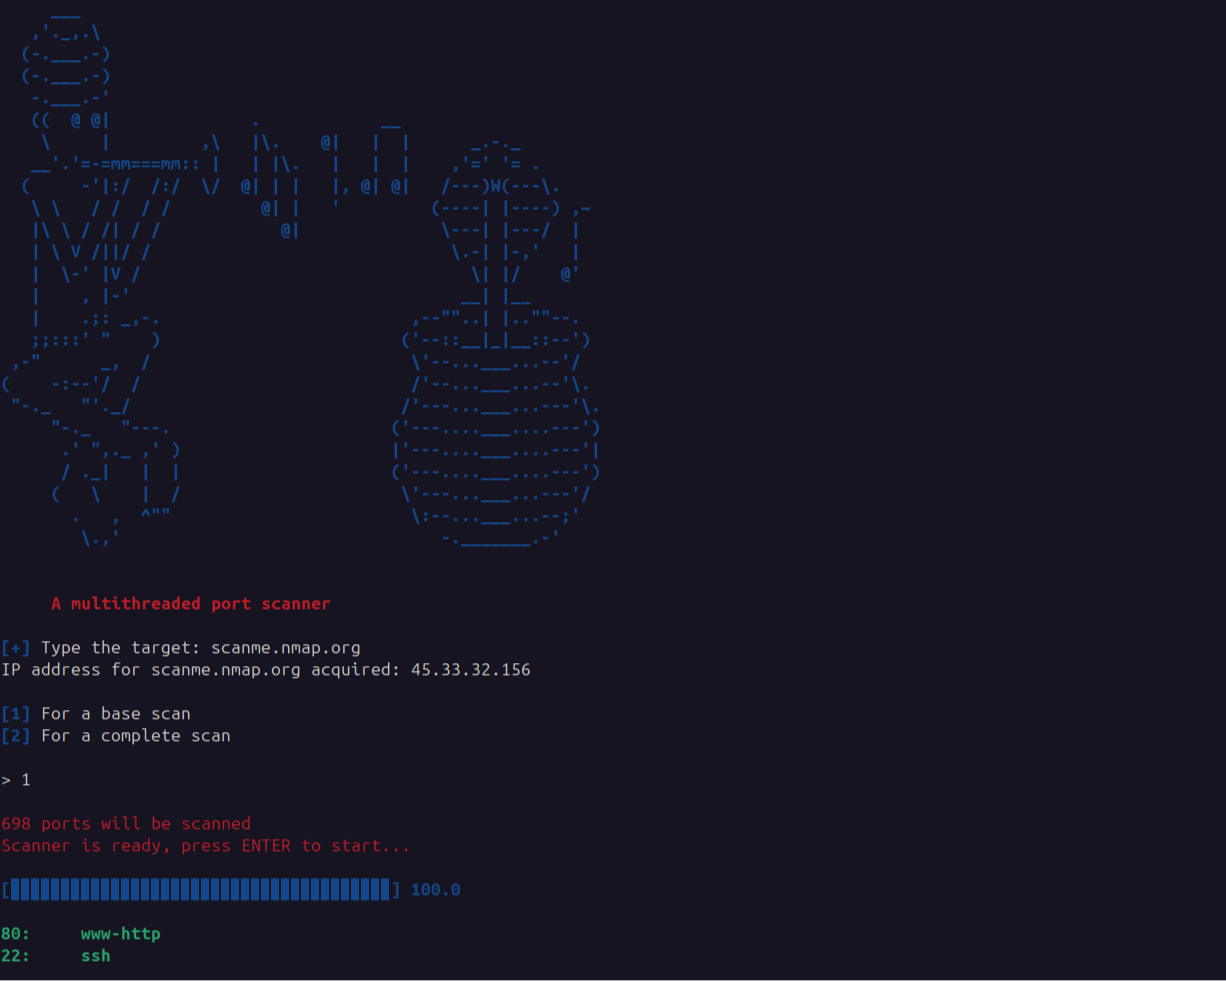 A multithreaded port scanner
[+] Type the target: scanme.nmap.org
IP address for scanme.nmap.org acquired: 45.33.32.156
[1] For a base scan
[2] For a complete scan
> 1
698 ports will be scanned
Scanner is ready, press ENTER to start...
[] 100.0
80: www-http
22: ssh